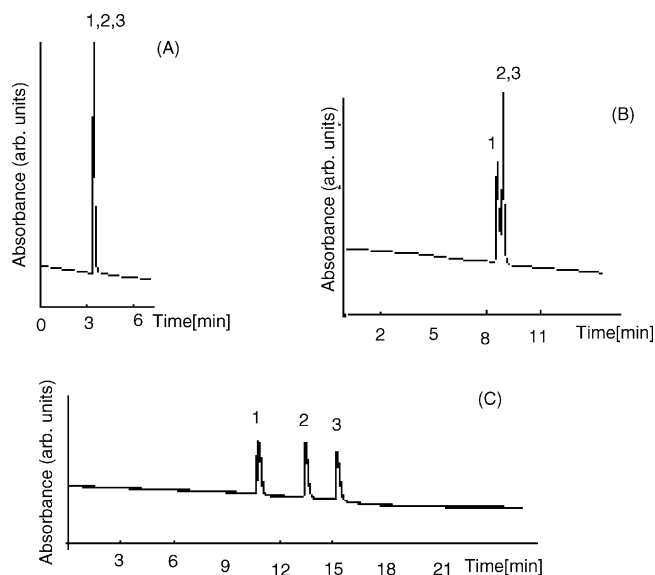 1,2,3
(A)
Absorbance (arb. units)
0 3 6 Time[min]
2,3
(B)
1
Absorbance (arb. units)
2 5 8 11 Time[min]
(C)
1 2 3
Absorbance (arb. units)
3 6 9 12 15 18 21 Time[min]